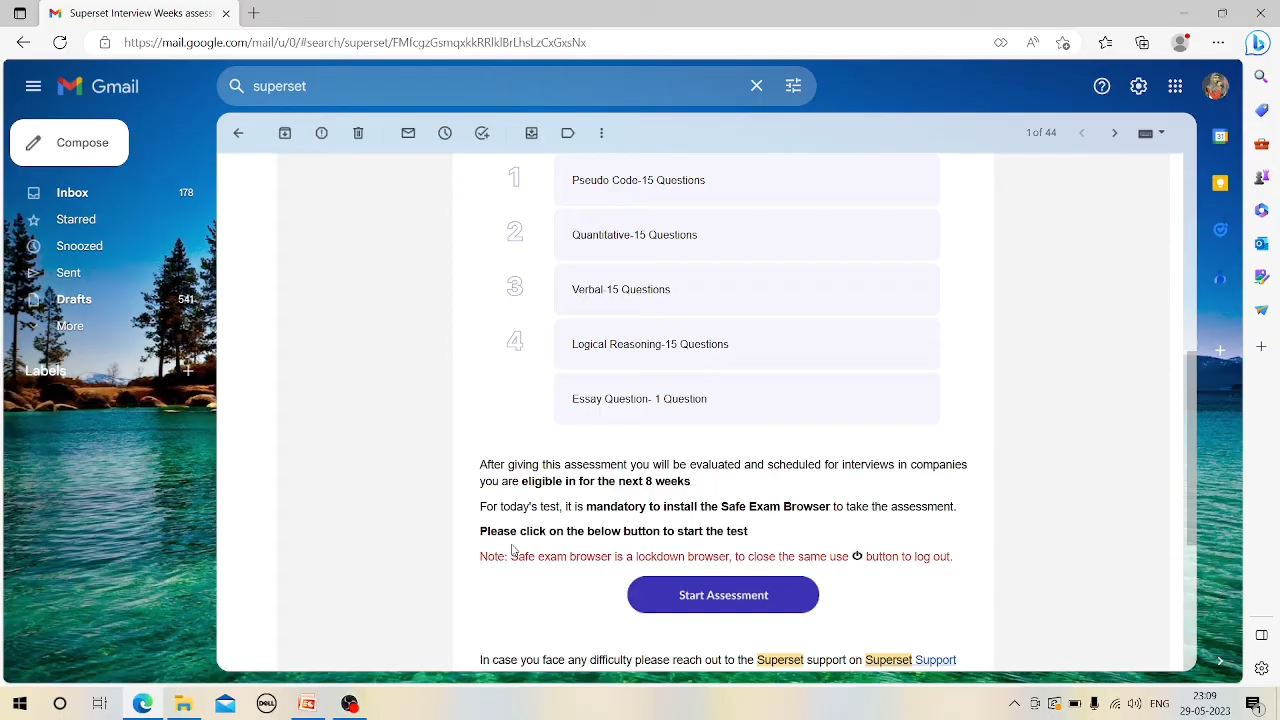 Superset Interview Weeks assess
https://mail.google.com/mail/u/0/#search/superset/FMfcgzGsmqxkkRRlklBrLhsLzCxGxsNx
Gmail
superset
Compose
1 of 44
Inbox 178
Starred
Snoozed
Sent
Drafts 541
More
Labels
1 Pseudo Code-15 Questions
2 Quantitative-15 Questions
3 Verbal-15 Questions
4 Logical Reasoning-15 Questions
Essay Question- 1 Question
After giving this assessment you will be evaluated and scheduled for interviews in companies
you are eligible in for the next 8 weeks
For today's test, it is mandatory to install the Safe Exam Browser to take the assessment.
Please click on the below button to start the test
Note: Safe exam browser is a lockdown browser, to close the same use button to log out.
Start Assessment
In case you face any difficulty please reach out to the Superset support on Superset Support
DELL
ENG
23:09
29-05-2023